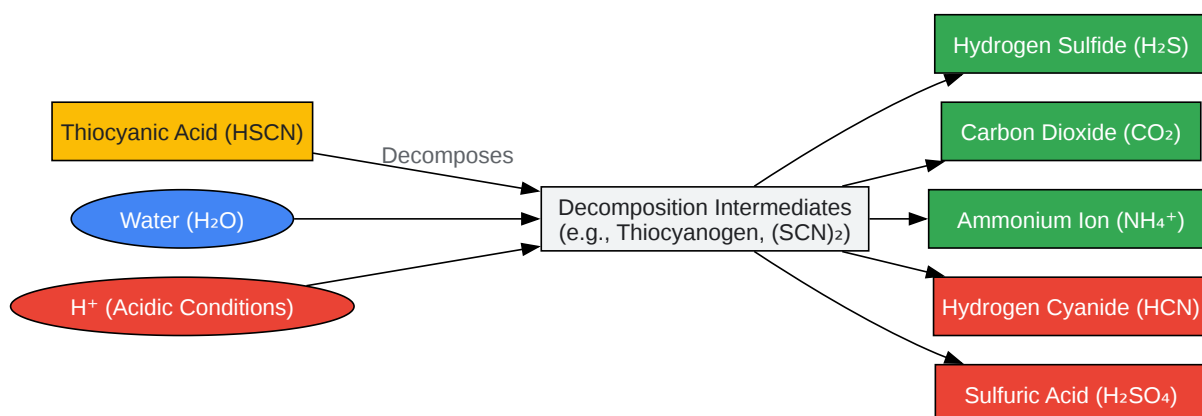 Thiocyanic Acid (HSCN)
Water (H₂O)
H⁺ (Acidic Conditions)
Decomposes
Decomposition Intermediates
(e.g., Thiocyanogen, (SCN)₂)
Hydrogen Sulfide (H₂S)
Carbon Dioxide (CO₂)
Ammonium Ion (NH₄⁺)
Hydrogen Cyanide (HCN)
Sulfuric Acid (H₂SO₄)